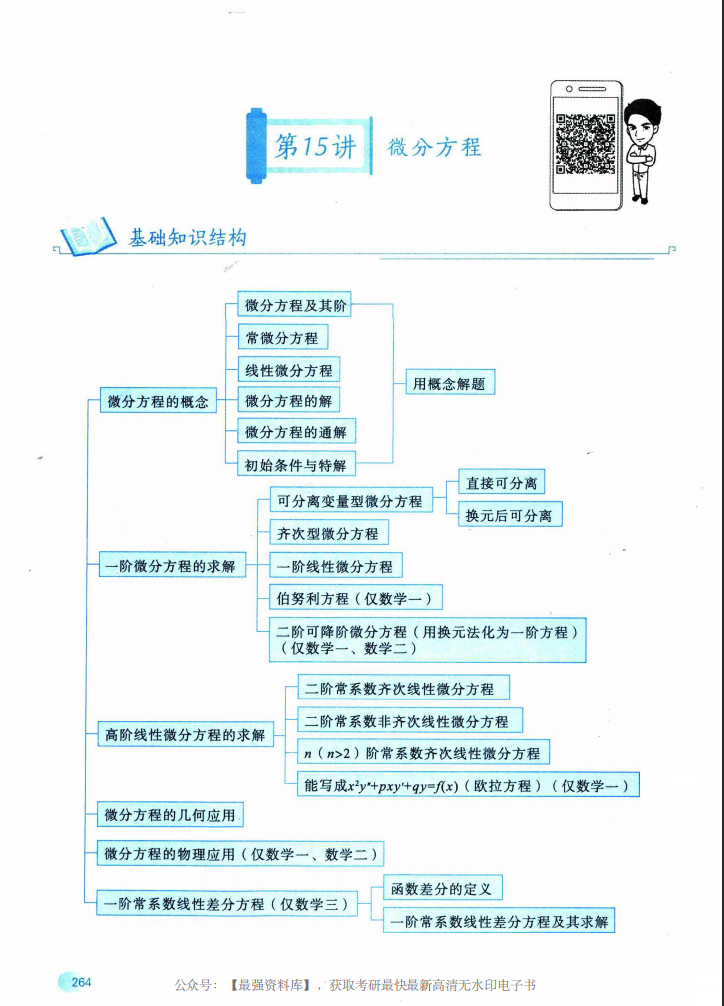 第15讲
微分方程
基础知识结构
微分方程及其阶
常微分方程
线性微分方程
微分方程的概念
微分方程的解
用概念解题
微分方程的通解
初始条件与特解
直接可分离
可分离变量型微分方程
换元后可分离
齐次型微分方程
一阶微分方程的求解
一阶线性微分方程
伯努利方程（仅数学一）
二阶可降阶微分方程（用换元法化为一阶方程）
（仅数学一、数学二）
二阶常系数齐次线性微分方程
二阶常系数非齐次线性微分方程
高阶线性微分方程的求解
n（n>2）阶常系数齐次线性微分方程
能写成x²y″+pxy′+qy=f(x)（欧拉方程）（仅数学一）
微分方程的几何应用
微分方程的物理应用（仅数学一、数学二）
函数差分的定义
一阶常系数线性差分方程（仅数学三）
一阶常系数线性差分方程及其求解
264
公众号：【最强资料库】，获取考研最快最新高清无水印电子书